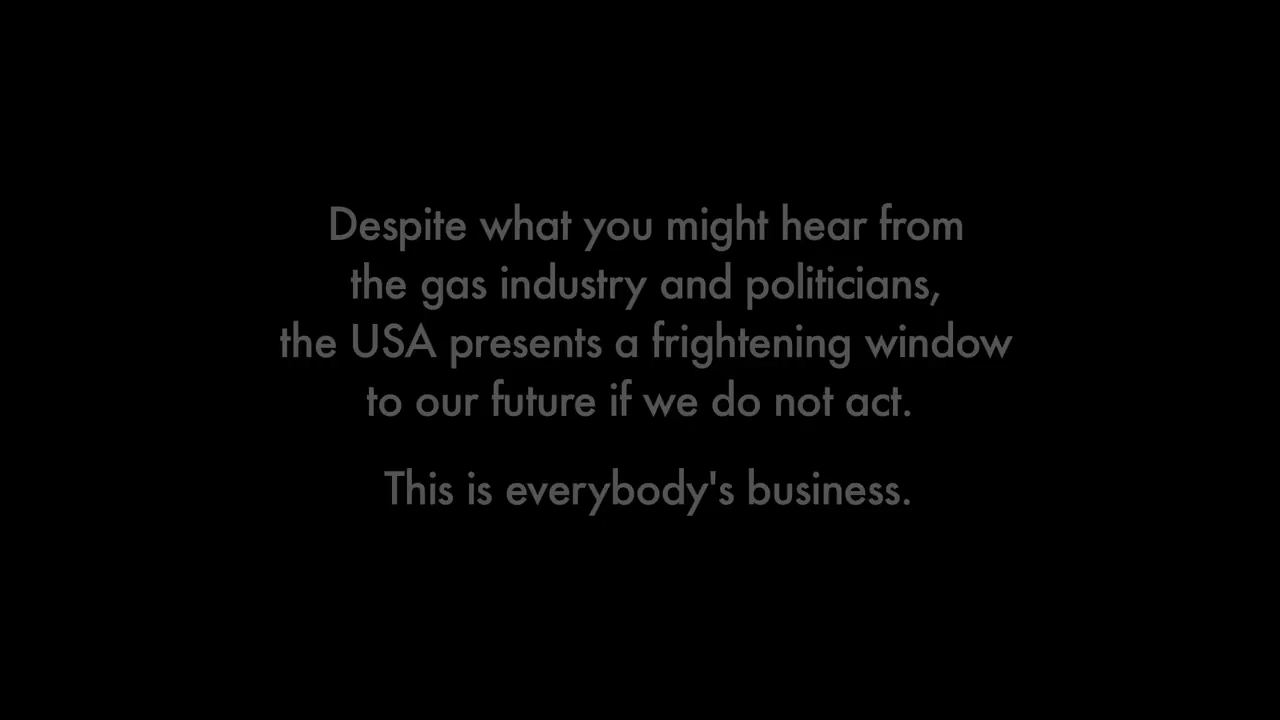 Despite what you might hear from
the gas industry and politicians,
the USA presents a frightening window
to our future if we do not act.
This is everybody's business.